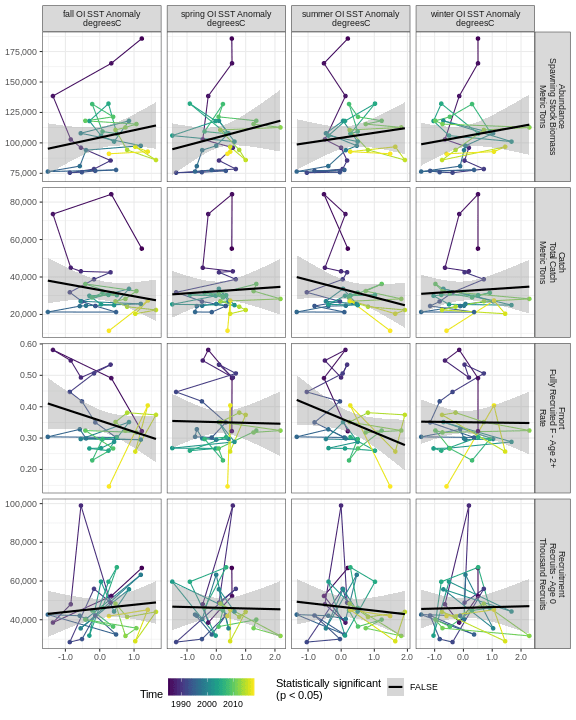 fall OI SST Anomaly
degreesC
spring OI SST Anomaly
degreesC
summer OI SST Anomaly
degreesC
winter OI SST Anomaly
degreesC
175,000
150,000
125,000
100,000
75,000
Abundance
Spawning Stock Biomass
Metric Tons
80,000
60,000
40,000
20,000
Catch
Total Catch
Metric Tons
0.60
0.50
0.40
0.30
0.20
Fmort
Fully Recruited F - Age 2+
Rate
100,000
80,000
60,000
40,000
Recruitment
Recruits - Age 0
Thousand Recruits
-1.0 0.0 1.0
-1.0 0.0 1.0 2.0
-1.0 0.0 1.0 2.0
-1.0 0.0 1.0 2.0
Time
1990 2000 2010
Statistically significant
(p < 0.05)
FALSE